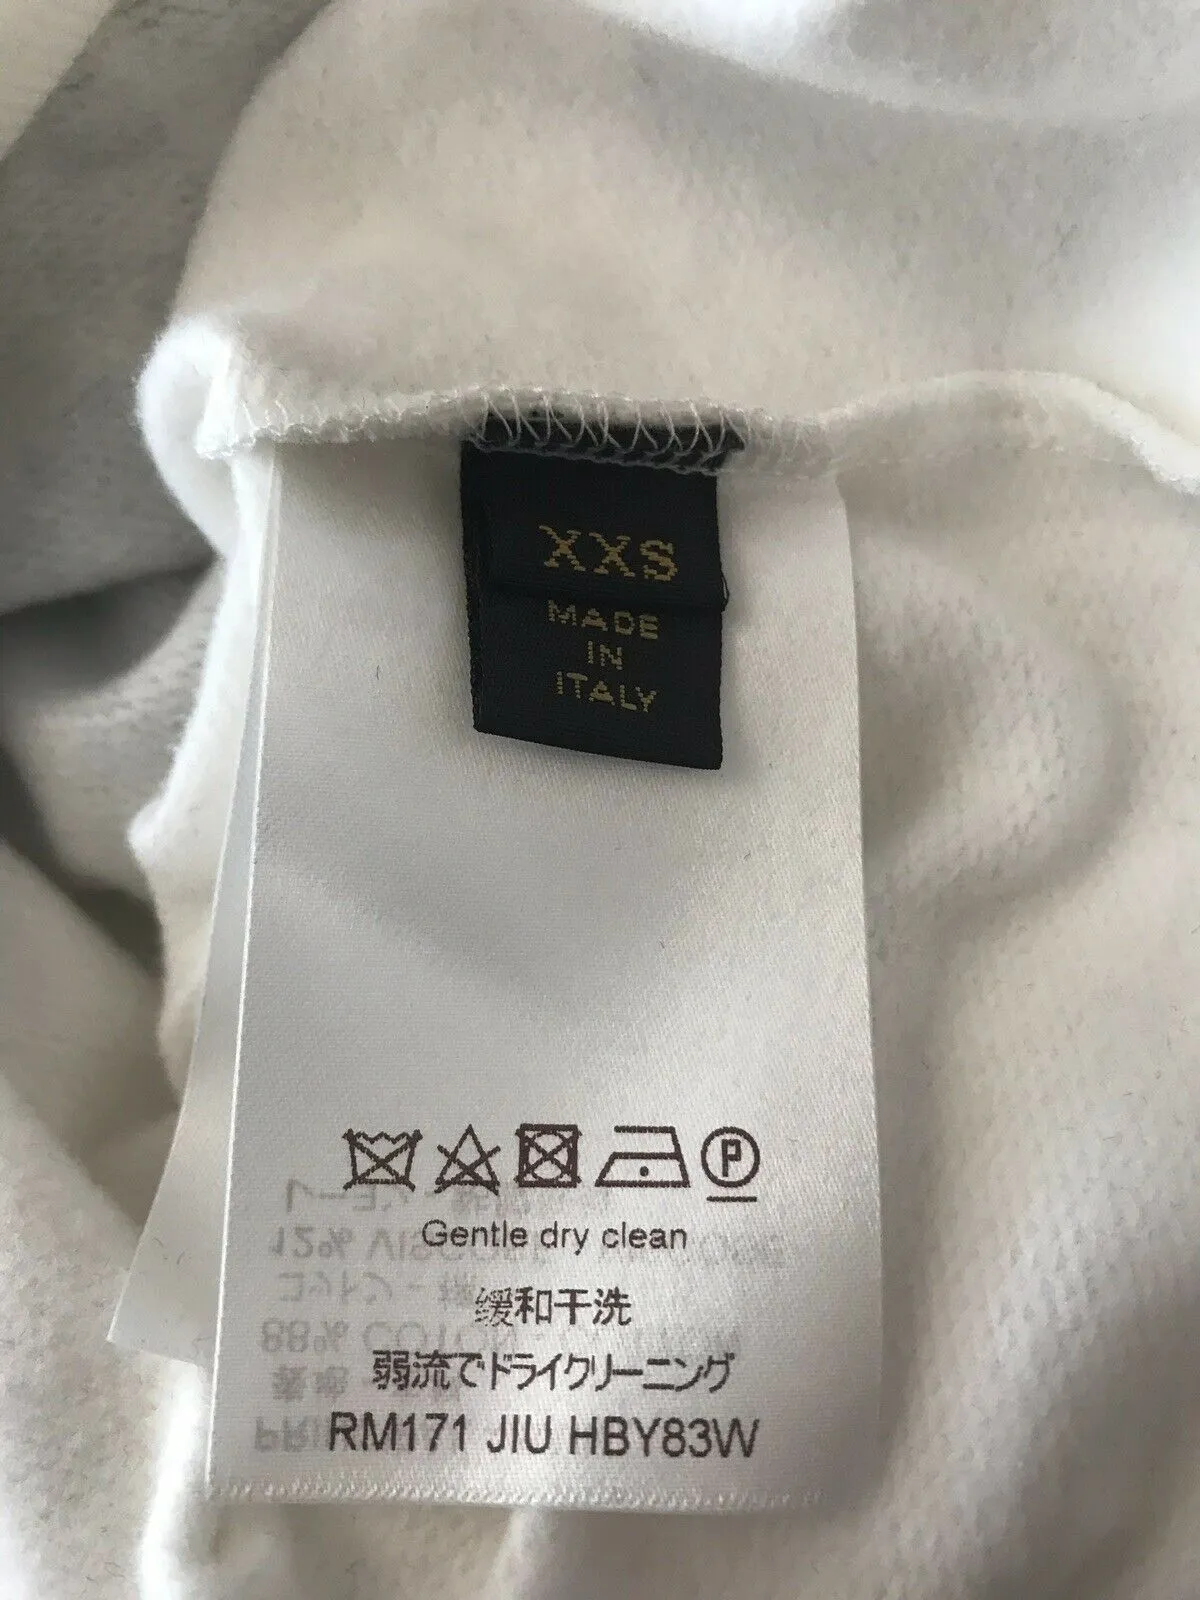 XXS
MADE
IN
ITALY
P
Gentle dry clean
缓和干洗
弱流でドライクリーニング
RM171 JIU HBY83W